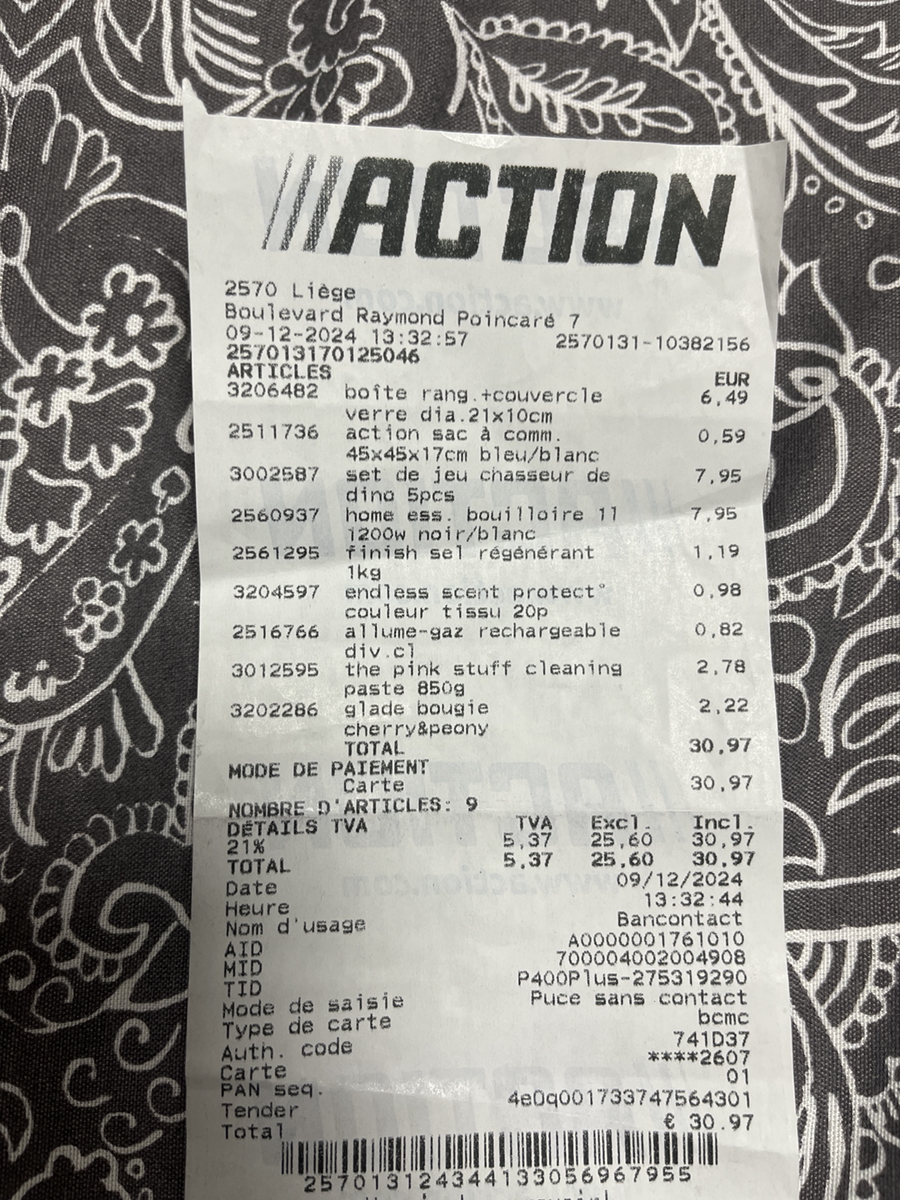 ACTION
2570 Liège
Boulevard Raymond Poincaré 7
09-12-2024 13:32:57 2570131-10382156
257013170125046
ARTICLES EUR
3206482 boîte rang.+couvercle 6,49
verre dia.21x10cm
2511736 action sac à comm. 0,59
45x45x17cm bleu/blanc
3002587 set de jeu chasseur de 7,95
dino 5pcs
2560937 home ess. bouilloire 1l 7,95
1200w noir/blanc
2561295 finish sel régénérant 1,19
1kg
3204597 endless scent protect° 0,98
couleur tissu 20p
2516766 allume-gaz rechargeable 0,82
div.cl
3012595 the pink stuff cleaning 2,78
paste 850g
3202286 glade bougie 2,22
cherry&peony
TOTAL 30,97
MODE DE PAIEMENT
Carte 30,97
NOMBRE D'ARTICLES: 9
DÉTAILS TVA TVA Excl. Incl.
21% 5,37 25,60 30,97
TOTAL 5,37 25,60 30,97
Date 09/12/2024
Heure 13:32:44
Nom d'usage Bancontact
AID A0000001761010
MID 700004002004908
TID P400Plus-275319290
Mode de saisie Puce sans contact
Type de carte bcmc
Auth. code 741D37
Carte ****2607
PAN seq. 01
Tender 4e0q001733747564301
Total € 30.97
2570131243441330569679​55